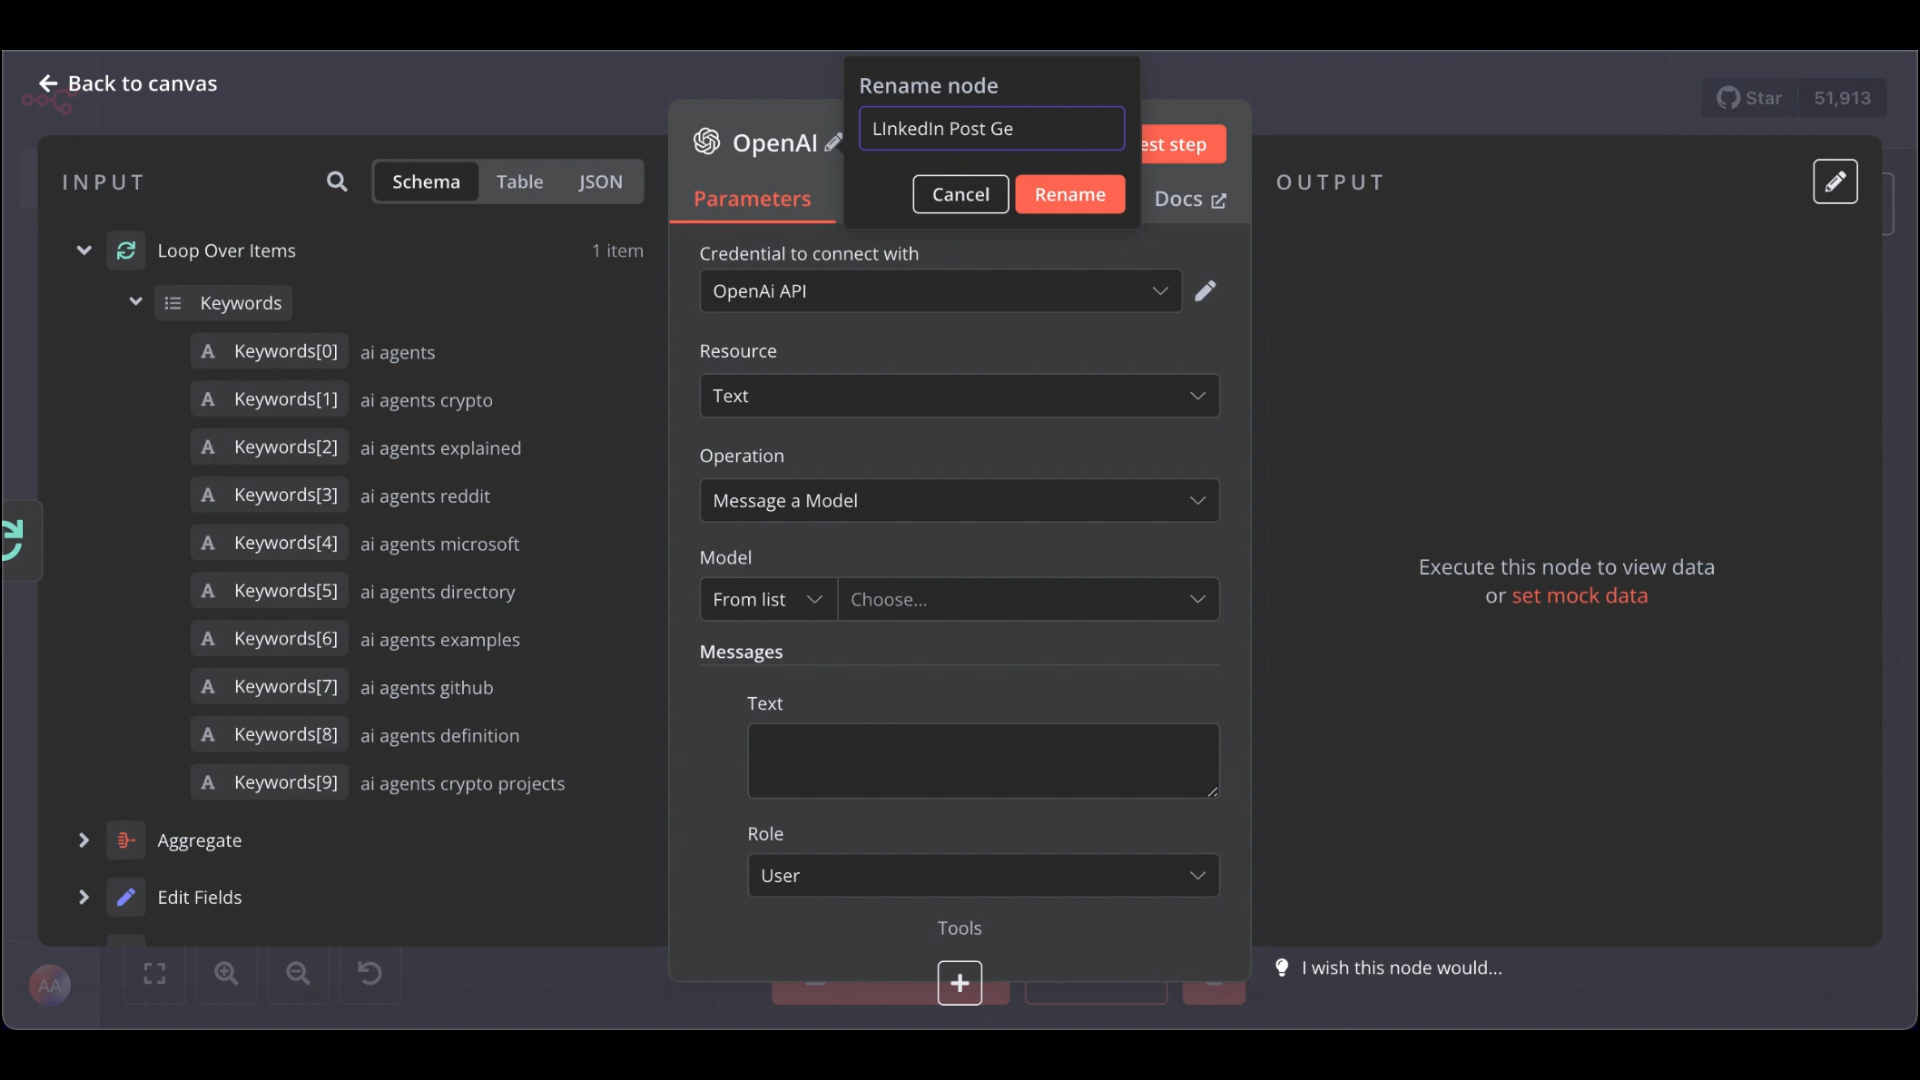 Back to canvas
Rename node
LInkedIn Post Ge
Cancel
Rename
Star
51,913
INPUT
Schema
Table
JSON
Loop Over Items
1 item
Keywords
A Keywords[0] ai agents
A Keywords[1] ai agents crypto
A Keywords[2] ai agents explained
A Keywords[3] ai agents reddit
A Keywords[4] ai agents microsoft
A Keywords[5] ai agents directory
A Keywords[6] ai agents examples
A Keywords[7] ai agents github
A Keywords[8] ai agents definition
A Keywords[9] ai agents crypto projects
Aggregate
Edit Fields
AA
OpenAI
est step
Parameters
Docs
Credential to connect with
OpenAi API
Resource
Text
Operation
Message a Model
Model
From list
Choose...
Messages
Text
Role
User
Tools
OUTPUT
Execute this node to view data
or set mock data
I wish this node would...